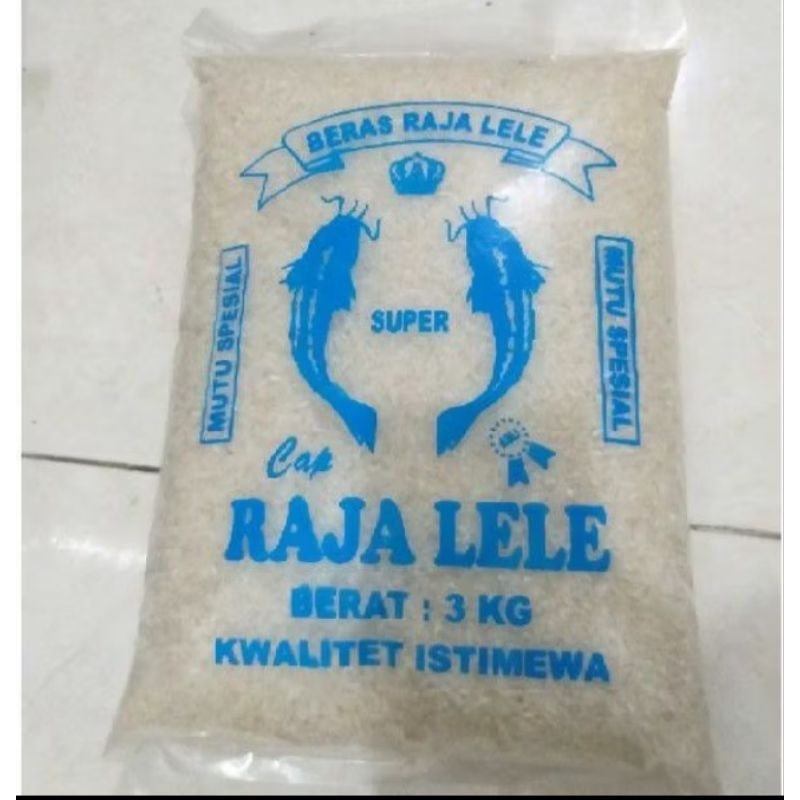 BERAS RAJA LELE
MUTU SPESIAL
SUPER
MUTU SPESIAL
Cap
RAJA LELE
BERAT : 3 KG
KWALITET ISTIMEWA